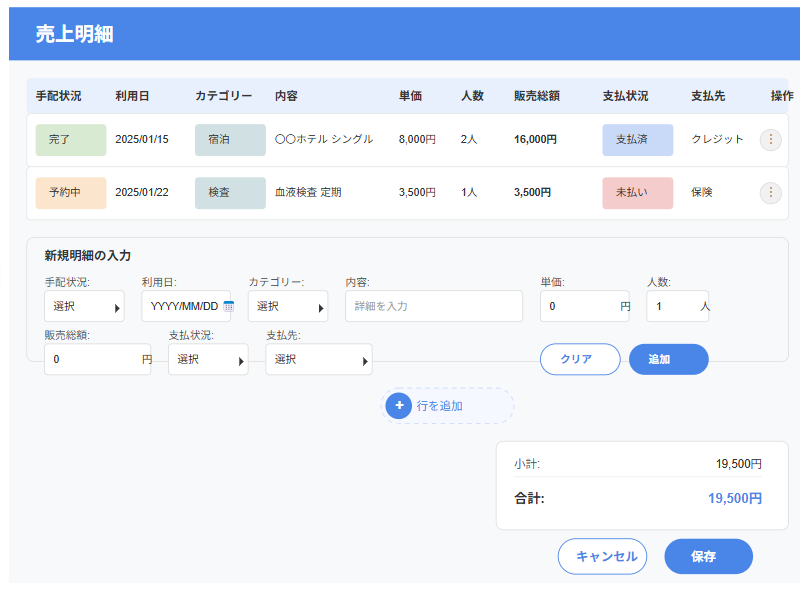 売上明細
手配状況 利用日 カテゴリー 内容 単価 人数 販売総額 支払状況 支払先 操作
完了 2025/01/15 宿泊 〇〇ホテル シングル 8,000円 2人 16,000円 支払済 クレジット ⋮
予約中 2025/01/22 検査 血液検査 定期 3,500円 1人 3,500円 未払い 保険 ⋮
新規明細の入力
手配状況: 利用日: カテゴリー: 内容: 単価: 人数:
選択 YYYY/MM/DD 選択 詳細を入力 0 円 1 人
販売総額: 支払状況: 支払先:
0 円 選択 選択 クリア 追加
+ 行を追加
小計: 19,500円
合計: 19,500円
キャンセル 保存